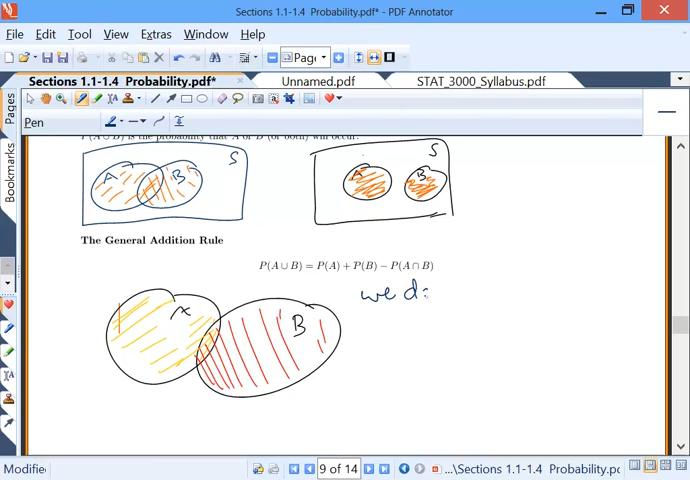 Sections 1.1-1.4 Probability.pdf* - PDF Annotator
File Edit Tool View Insert Window Help
Page
Sections 1.1-1.4 Probability.pdf* Unnamed.pdf STAT_3000_Syllabus.pdf
Pen
Pages
Bookmarks
P(A ∪ B) is the probability that A or B (or both) will occur.
A B S
A B S
The General Addition Rule
P(A ∪ B) = P(A) + P(B) − P(A ∩ B)
we d
A B
Modifie 9 of 14 ...\Sections 1.1-1.4 Probability.pc